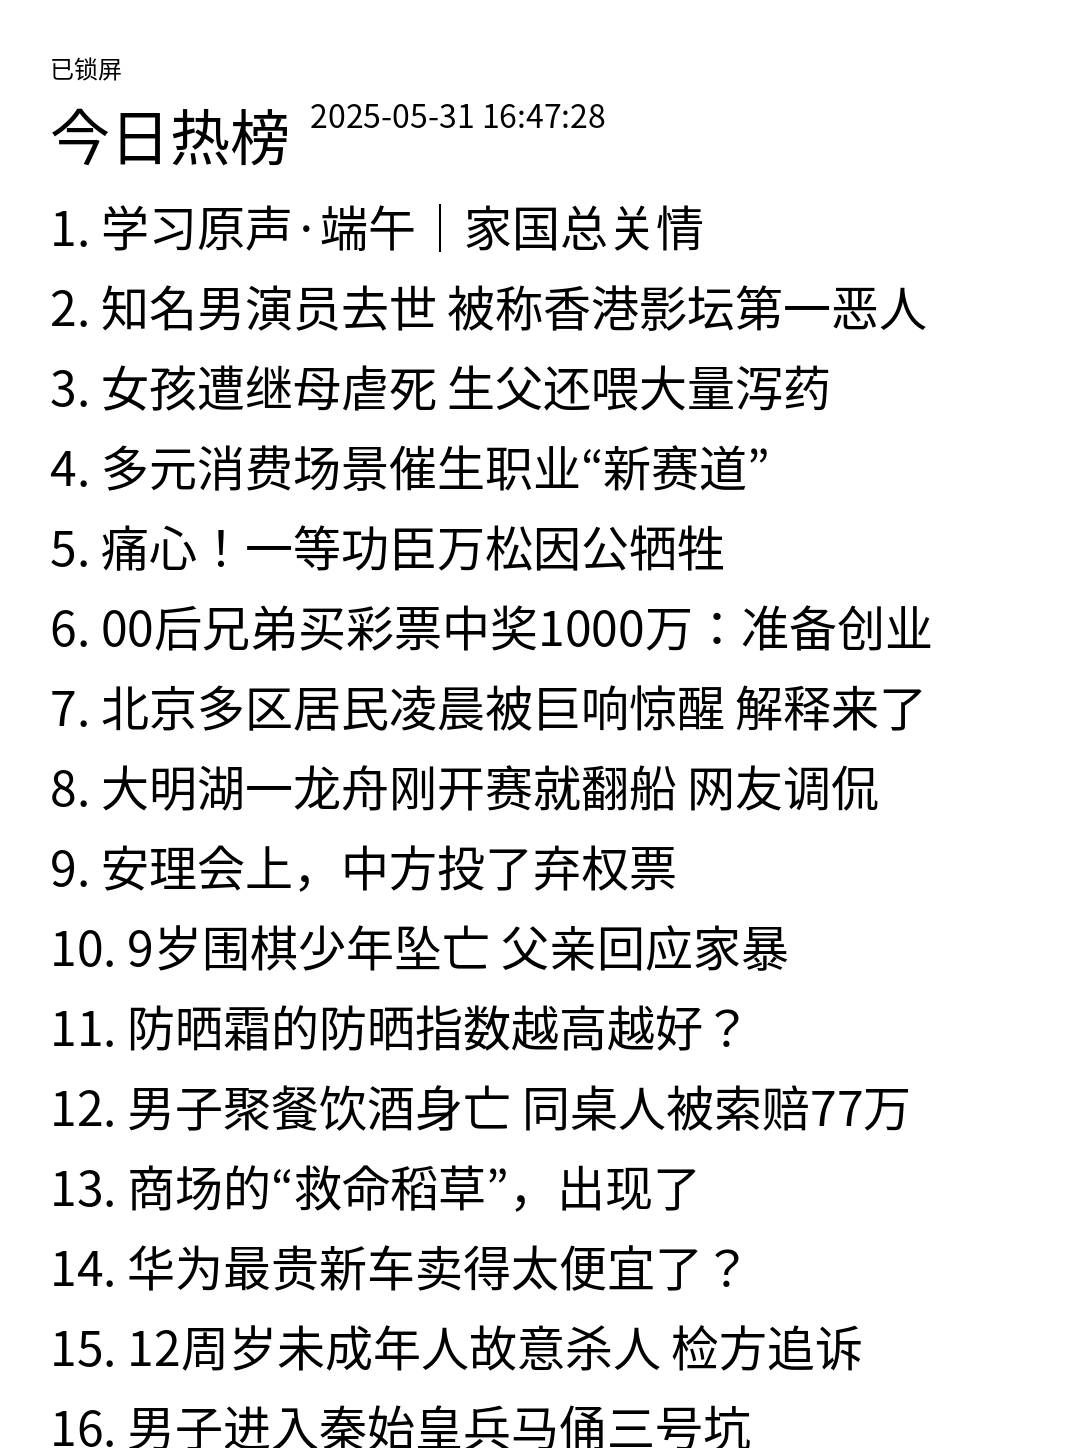 已锁屏
今日热榜 2025-05-31 16:47:28
1. 学习原声·端午｜家国总关情
2. 知名男演员去世 被称香港影坛第一恶人
3. 女孩遭继母虐死 生父还喂大量泻药
4. 多元消费场景催生职业“新赛道”
5. 痛心！一等功臣万松因公牺牲
6. 00后兄弟买彩票中奖1000万：准备创业
7. 北京多区居民凌晨被巨响惊醒 解释来了
8. 大明湖一龙舟刚开赛就翻船 网友调侃
9. 安理会上，中方投了弃权票
10. 9岁围棋少年坠亡 父亲回应家暴
11. 防晒霜的防晒指数越高越好？
12. 男子聚餐饮酒身亡 同桌人被索赔77万
13. 商场的“救命稻草”，出现了
14. 华为最贵新车卖得太便宜了？
15. 12周岁未成年人故意杀人 检方追诉
16. 男子进入秦始皇兵马俑三号坑